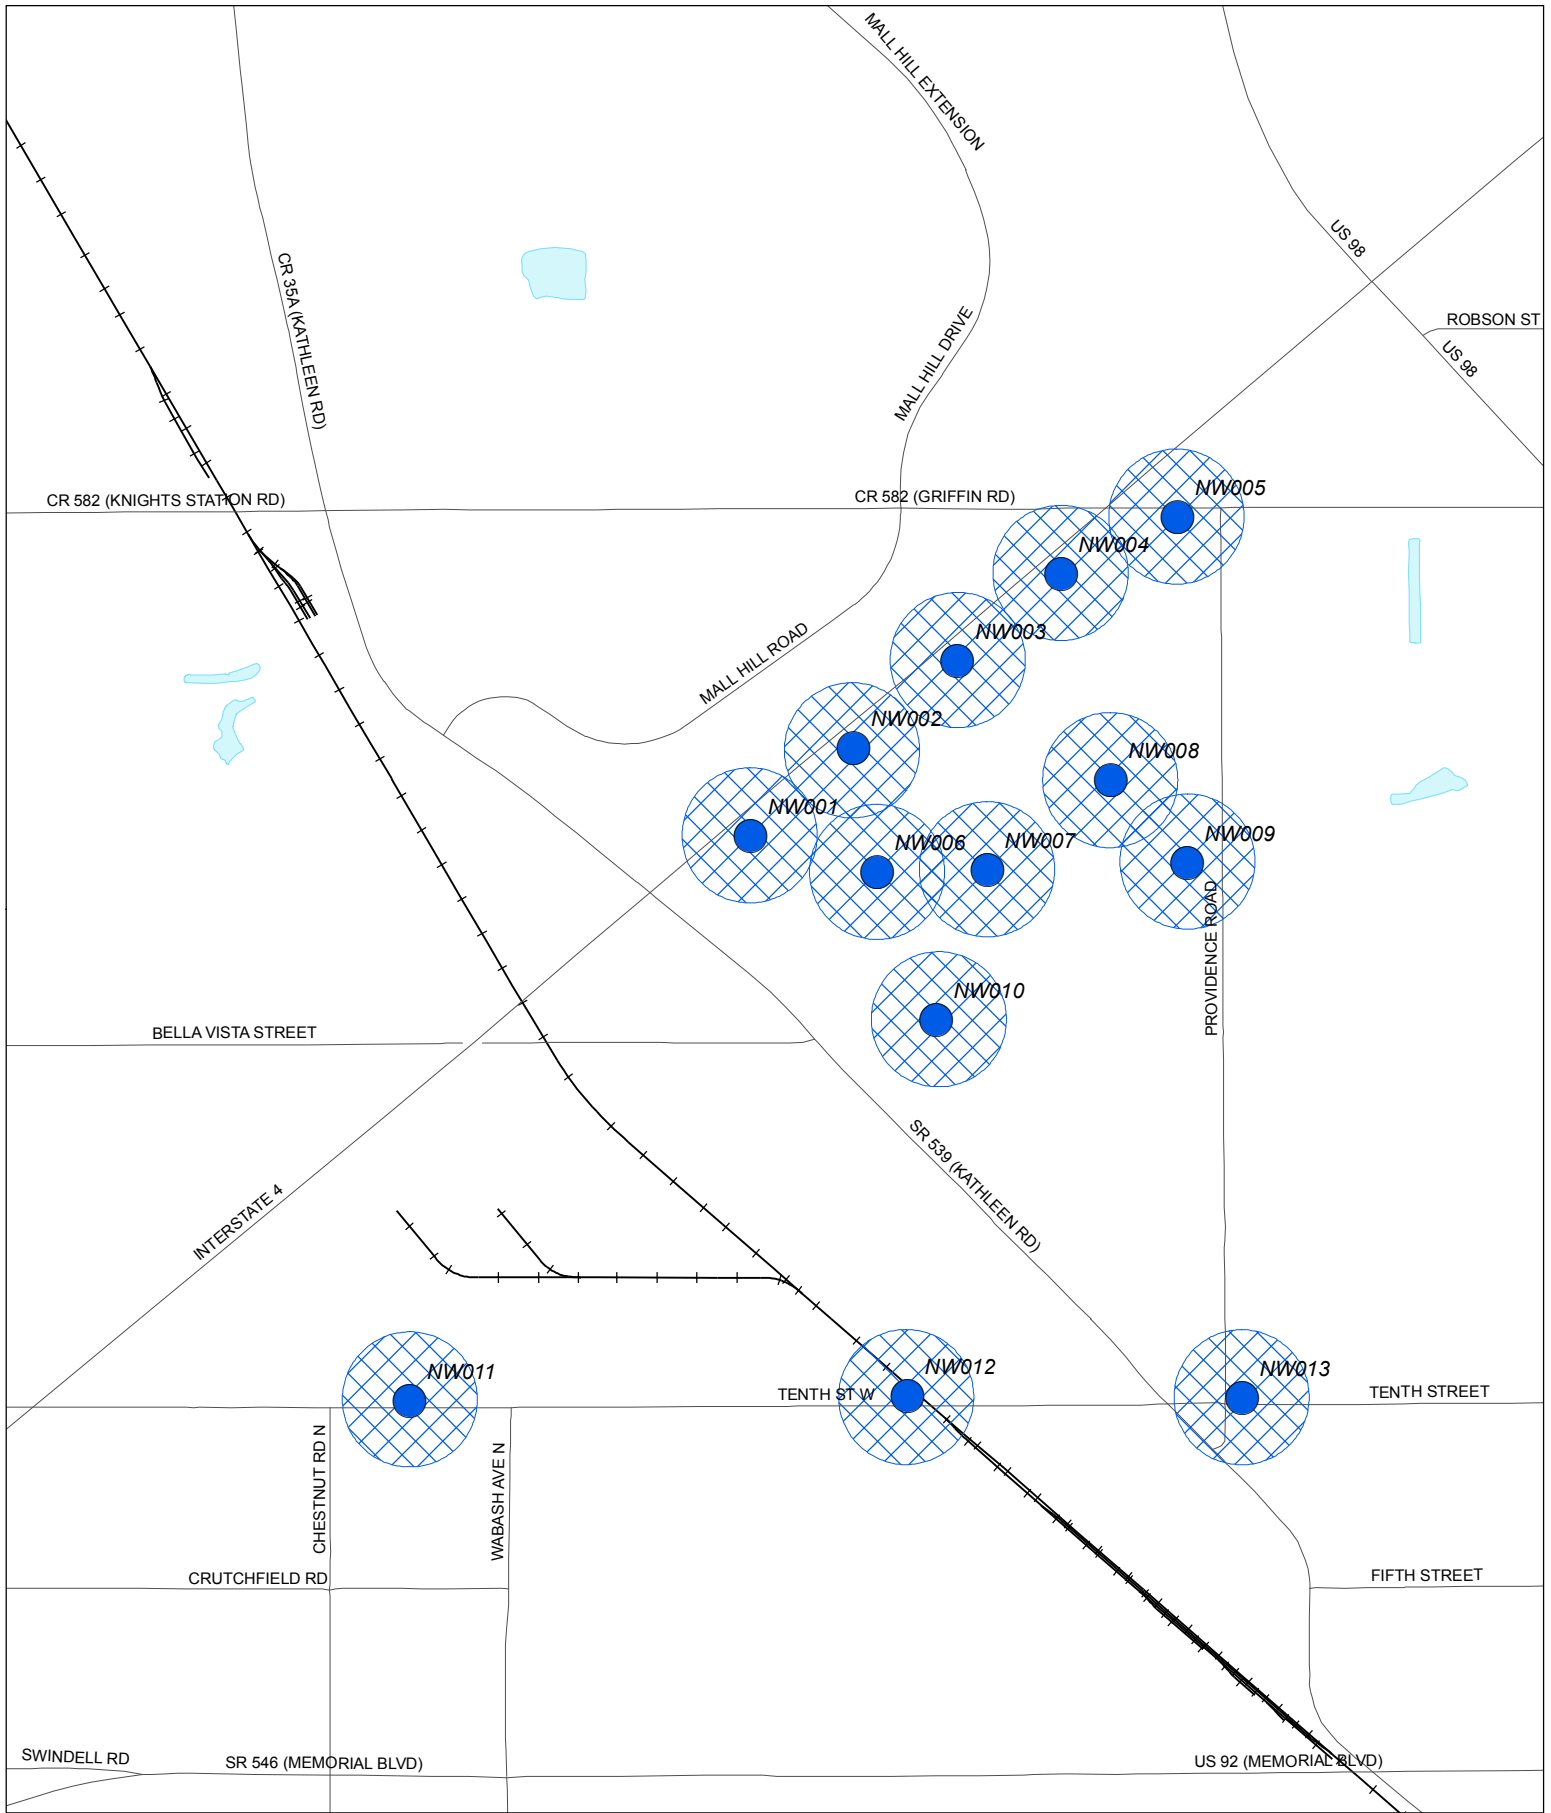 MALL HILL EXTENSION
US 98
CR 35A (KATHLEEN RD)
ROBSON ST
MALL HILL DRIVE
US 98
NW005
CR 582 (KNIGHTS STATION RD)
CR 582 (GRIFFIN RD)
NW004
NW003
MALL HILL ROAD
NW002
NW008
NW001
NW009
NW006
NW007
PROVIDENCE ROAD
NW010
BELLA VISTA STREET
SR 539 (KATHLEEN RD)
INTERSTATE 4
NW011
NW012
NW013
TENTH ST W
TENTH STREET
CHESTNUT RD N
WABASH AVE N
CRUTCHFIELD RD
FIFTH STREET
SWINDELL RD
SR 546 (MEMORIAL BLVD)
US 92 (MEMORIAL BLVD)